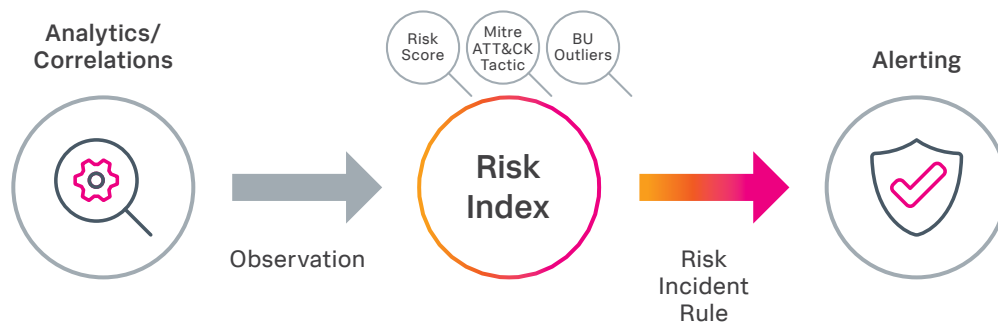 Analytics/
Correlations
Observation
Risk
Score
Mitre
ATT&CK
Tactic
BU
Outliers
Risk
Index
Risk
Incident
Rule
Alerting